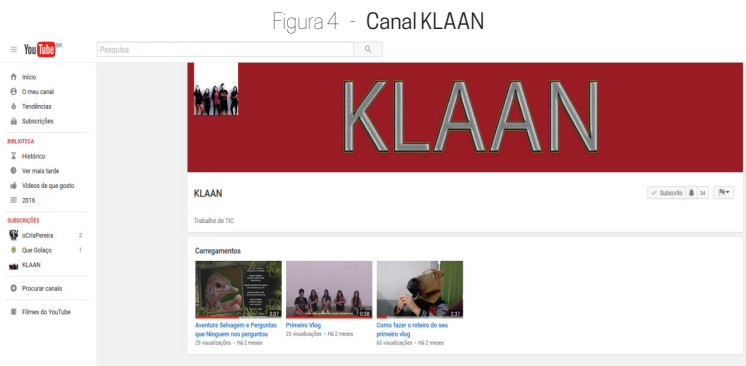 Figura 4 - Canal KLAAN
YouTube BR
Pesquisa
Início
O meu canal
Tendências
Subscrições
BIBLIOTECA
Histórico
Ver mais tarde
Vídeos de que gosto
2016
SUBSCRIÇÕES
oCrisPereira 2
Que Golaço 1
KLAAN
Procurar canais
Filmes do YouTube
KLAAN
KLAAN
Subscrito 34
Trabalho de TIC
Carregamentos
3:07
0:58
2:37
Aventura Selvagem e Perguntas
que Ninguem nos perguntou
29 visualizações • Há 2 meses
Primeiro Vlog
25 visualizações • Há 2 meses
Como fazer o roteiro do seu
primeiro vlog
65 visualizações • Há 2 meses